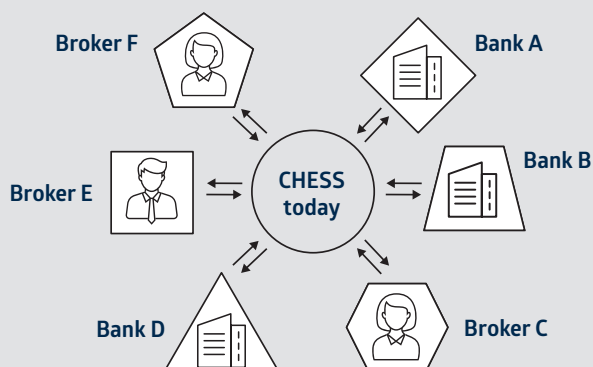 Broker F
Bank A
Broker E
CHESS
today
Bank B
Bank D
Broker C